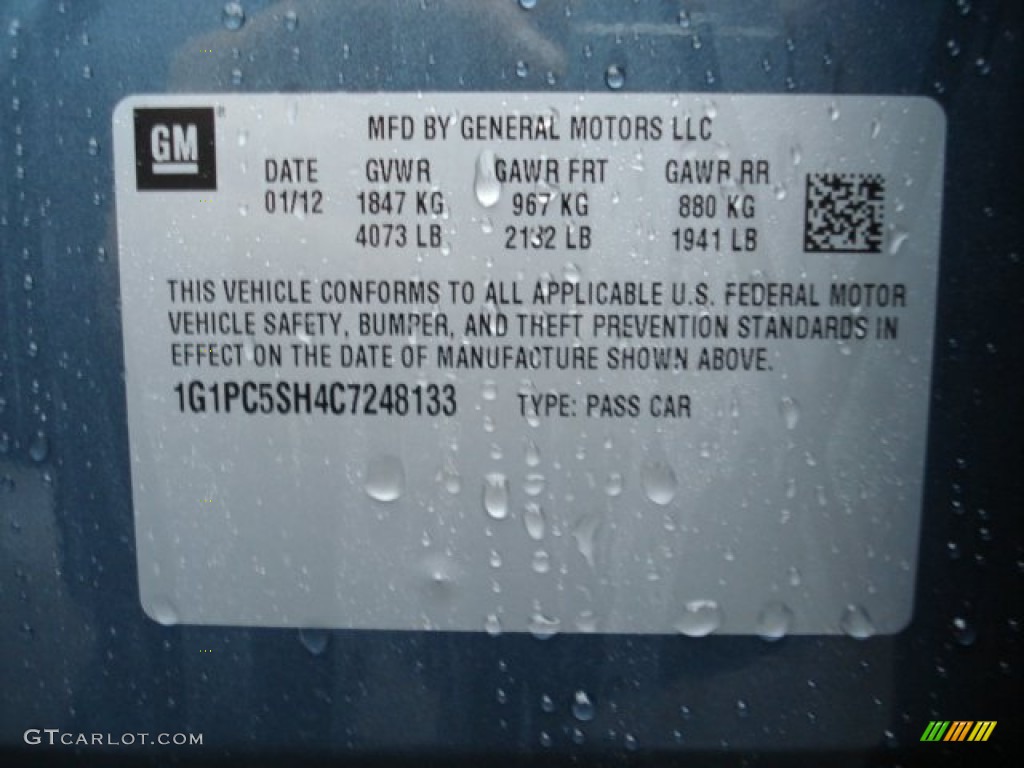 GM
MFD BY GENERAL MOTORS LLC
DATE GVWR GAWR FRT GAWR RR
01/12 1847 KG 967 KG 880 KG
4073 LB 2132 LB 1941 LB
THIS VEHICLE CONFORMS TO ALL APPLICABLE U.S. FEDERAL MOTOR
VEHICLE SAFETY, BUMPER, AND THEFT PREVENTION STANDARDS IN
EFFECT ON THE DATE OF MANUFACTURE SHOWN ABOVE.
1G1PC5SH4C7248133 TYPE: PASS CAR
GTCARLOT.COM